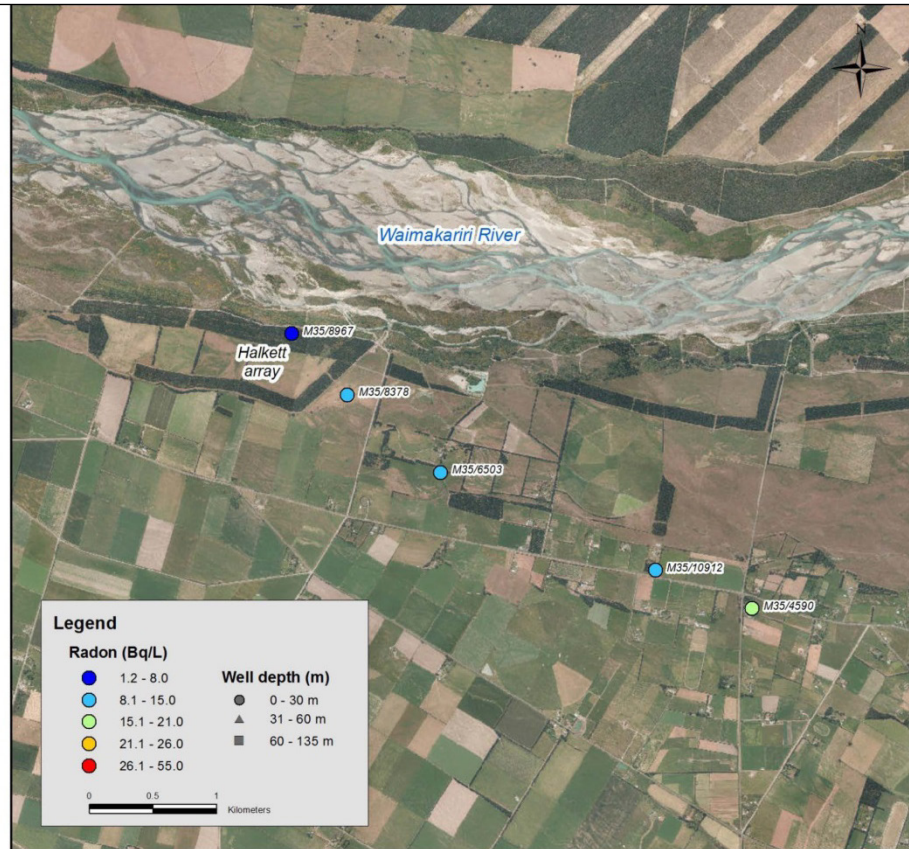 N
Waimakariri River
M35/8967
Halkett
array
M35/8378
M35/6503
M35/10912
M35/4590
Legend
Radon (Bq/L)
1.2 - 8.0
8.1 - 15.0
15.1 - 21.0
21.1 - 26.0
26.1 - 55.0
Well depth (m)
0 - 30 m
31 - 60 m
60 - 135 m
0 0.5 1
Kilometers